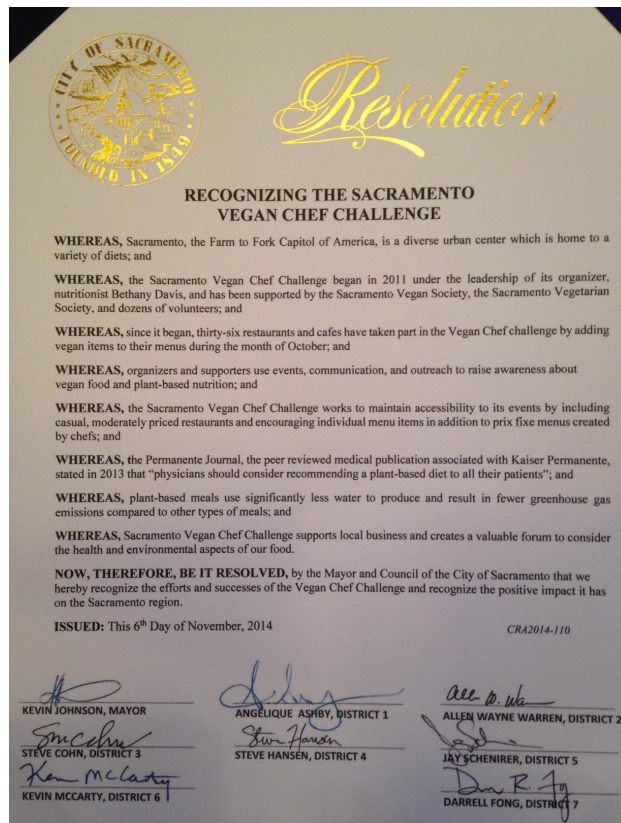 CITY OF SACRAMENTO
FOUNDED IN 1849
Resolution
RECOGNIZING THE SACRAMENTO
VEGAN CHEF CHALLENGE
WHEREAS, Sacramento, the Farm to Fork Capitol of America, is a diverse urban center which is home to a
variety of diets; and
WHEREAS, the Sacramento Vegan Chef Challenge began in 2011 under the leadership of its organizer,
nutritionist Bethany Davis, and has been supported by the Sacramento Vegan Society, the Sacramento Vegetarian
Society, and dozens of volunteers; and
WHEREAS, since it began, thirty-six restaurants and cafes have taken part in the Vegan Chef challenge by adding
vegan items to their menus during the month of October; and
WHEREAS, organizers and supporters use events, communication, and outreach to raise awareness about
vegan food and plant-based nutrition; and
WHEREAS, the Sacramento Vegan Chef Challenge works to maintain accessibility to its events by including
casual, moderately priced restaurants and encouraging individual menu items in addition to prix fixe menus created
by chefs; and
WHEREAS, the Permanente Journal, the peer reviewed medical publication associated with Kaiser Permanente,
stated in 2013 that “physicians should consider recommending a plant-based diet to all their patients”; and
WHEREAS, plant-based meals use significantly less water to produce and result in fewer greenhouse gas
emissions compared to other types of meals; and
WHEREAS, Sacramento Vegan Chef Challenge supports local business and creates a valuable forum to consider
the health and environmental aspects of our food.
NOW, THEREFORE, BE IT RESOLVED, by the Mayor and Council of the City of Sacramento that we
hereby recognize the efforts and successes of the Vegan Chef Challenge and recognize the positive impact it has
on the Sacramento region.
ISSUED: This 6th Day of November, 2014
CRA2014-110
KEVIN JOHNSON, MAYOR
ANGELIQUE ASHBY, DISTRICT 1
ALLEN WAYNE WARREN, DISTRICT 2
Steve Hansen
STEVE COHN, DISTRICT 3
STEVE HANSEN, DISTRICT 4
JAY SCHENIRER, DISTRICT 5
Ken McCarty
KEVIN MCCARTY, DISTRICT 6
DARRELL FONG, DISTRICT 7